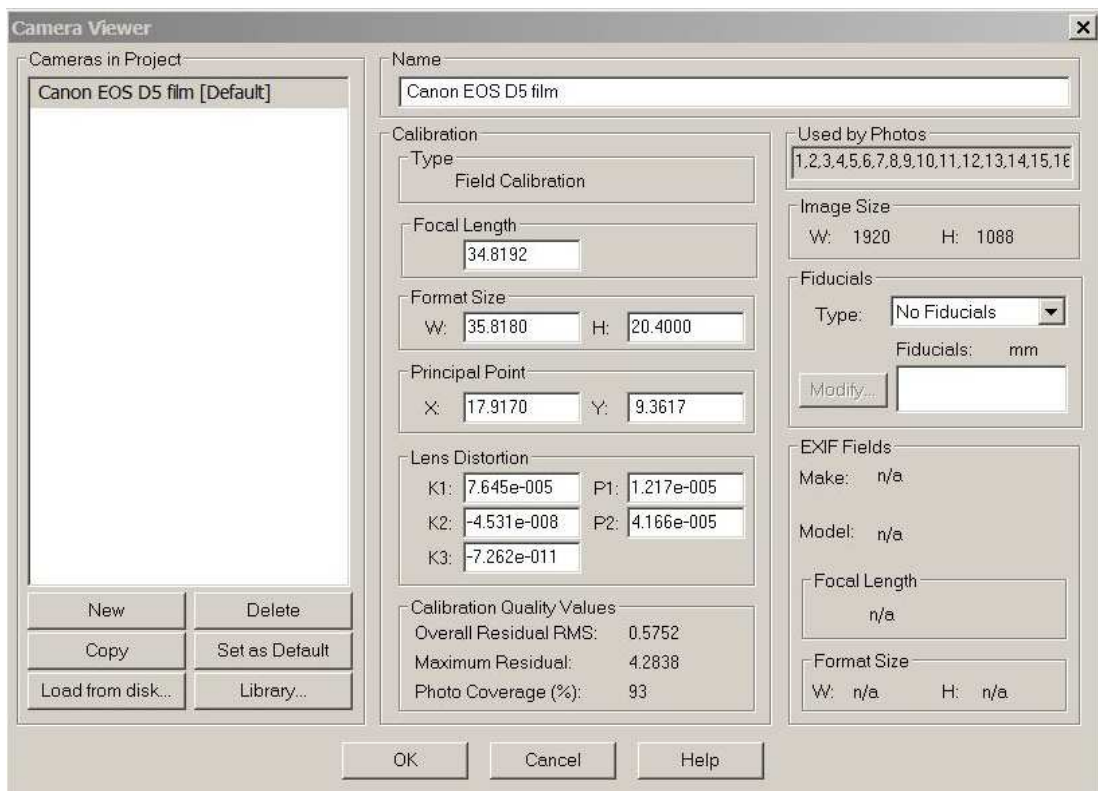 Camera Viewer
Cameras in Project
Canon EOS D5 film [Default]
New
Delete
Copy
Set as Default
Load from disk...
Library...
Name
Canon EOS D5 film
Calibration
Type
Field Calibration
Focal Length
34.8192
Format Size
W: 35.8180 H: 20.4000
Principal Point
X: 17.9170 Y: 9.3617
Lens Distortion
K1: 7.645e-005 P1: 1.217e-005
K2: -4.531e-008 P2: 4.166e-005
K3: -7.262e-011
Calibration Quality Values
Overall Residual RMS: 0.5752
Maximum Residual: 4.2838
Photo Coverage (%): 93
Used by Photos
1,2,3,4,5,6,7,8,9,10,11,12,13,14,15,16
Image Size
W: 1920 H: 1088
Fiducials
Type: No Fiducials
Fiducials: mm
Modify...
EXIF Fields
Make: n/a
Model: n/a
Focal Length
n/a
Format Size
W: n/a H: n/a
OK
Cancel
Help